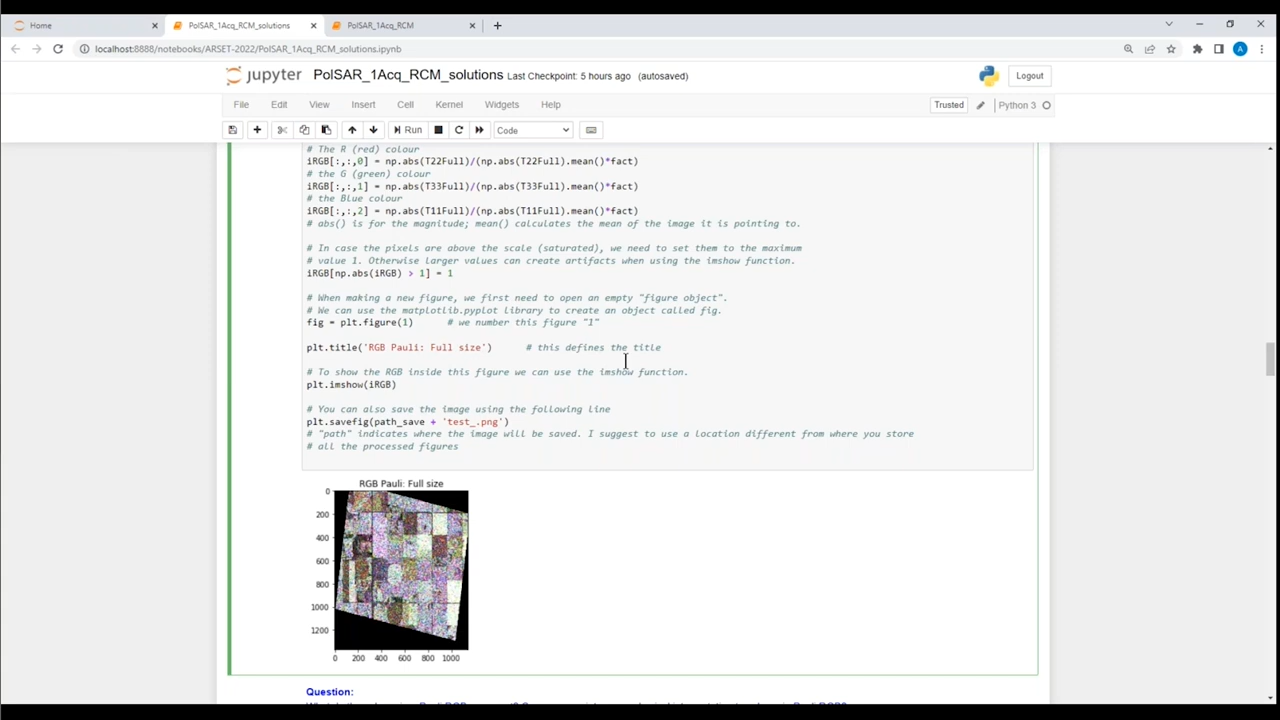 Home
PolSAR_1Acq_RCM_solutions
PolSAR_1Acq_RCM
localhost:8888/notebooks/ARSET-2022/PolSAR_1Acq_RCM_solutions.ipynb
A
jupyter PolSAR_1Acq_RCM_solutions Last Checkpoint: 5 hours ago (autosaved)
Logout
File Edit View Insert Cell Kernel Widgets Help
Trusted
Python 3
Run
Code
# The R (red) colour
iRGB[:,:,0] = np.abs(T22Full)/(np.abs(T22Full).mean()*fact)
# the G (green) colour
iRGB[:,:,1] = np.abs(T33Full)/(np.abs(T33Full).mean()*fact)
# the Blue colour
iRGB[:,:,2] = np.abs(T11Full)/(np.abs(T11Full).mean()*fact)
# abs() is for the magnitude; mean() calculates the mean of the image it is pointing to.
# In case the pixels are above the scale (saturated), we need to set them to the maximum
# value 1. Otherwise larger values can create artifacts when using the imshow function.
iRGB[np.abs(iRGB) > 1] = 1
# When making a new figure, we first need to open an empty "figure object".
# We can use the matplotlib.pyplot library to create an object called fig.
fig = plt.figure(1) # we number this figure "1"
plt.title('RGB Pauli: Full size') # this defines the title
# To show the RGB inside this figure we can use the imshow function.
plt.imshow(iRGB)
# You can also save the image using the following line
plt.savefig(path_save + 'test_.png')
# "path" indicates where the image will be saved. I suggest to use a location different from where you store
# all the processed figures
RGB Pauli: Full size
0
200
400
600
800
1000
1200
0 200 400 600 800 1000
Question: